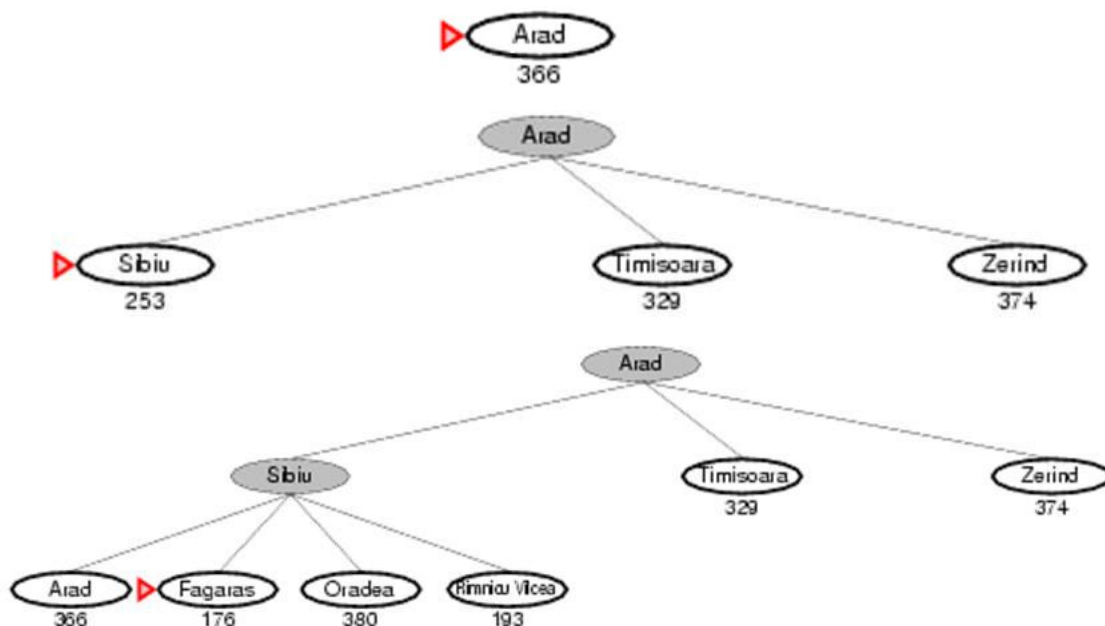 Arad
366
Arad
Sibiu Timisoara Zerind
253 329 374
Arad
Sibiu Timisoara Zerind
329 374
Arad Fagaras Oradea Rimnicu Vilcea
366 176 380 193